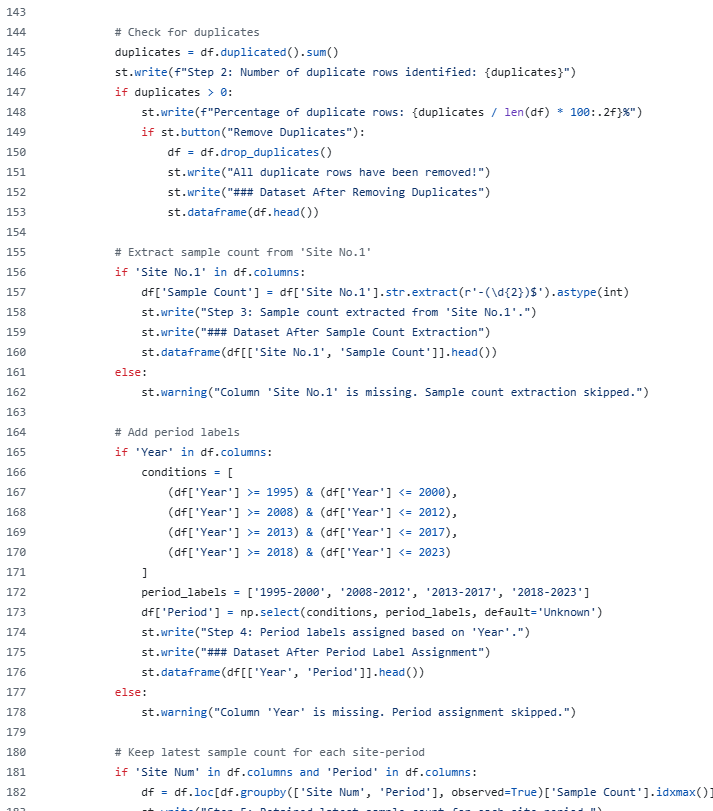 143
144 # Check for duplicates
145 duplicates = df.duplicated().sum()
146 st.write(f"Step 2: Number of duplicate rows identified: {duplicates}")
147 if duplicates > 0:
148 st.write(f"Percentage of duplicate rows: {duplicates / len(df) * 100:.2f}%")
149 if st.button("Remove Duplicates"):
150 df = df.drop_duplicates()
151 st.write("All duplicate rows have been removed!")
152 st.write("### Dataset After Removing Duplicates")
153 st.dataframe(df.head())
154
155 # Extract sample count from 'Site No.1'
156 if 'Site No.1' in df.columns:
157 df['Sample Count'] = df['Site No.1'].str.extract(r'-(\d{2})$').astype(int)
158 st.write("Step 3: Sample count extracted from 'Site No.1'.")
159 st.write("### Dataset After Sample Count Extraction")
160 st.dataframe(df[['Site No.1', 'Sample Count']].head())
161 else:
162 st.warning("Column 'Site No.1' is missing. Sample count extraction skipped.")
163
164 # Add period labels
165 if 'Year' in df.columns:
166 conditions = [
167 (df['Year'] >= 1995) & (df['Year'] <= 2000),
168 (df['Year'] >= 2008) & (df['Year'] <= 2012),
169 (df['Year'] >= 2013) & (df['Year'] <= 2017),
170 (df['Year'] >= 2018) & (df['Year'] <= 2023)
171 ]
172 period_labels = ['1995-2000', '2008-2012', '2013-2017', '2018-2023']
173 df['Period'] = np.select(conditions, period_labels, default='Unknown')
174 st.write("Step 4: Period labels assigned based on 'Year'.")
175 st.write("### Dataset After Period Label Assignment")
176 st.dataframe(df[['Year', 'Period']].head())
177 else:
178 st.warning("Column 'Year' is missing. Period assignment skipped.")
179
180 # Keep latest sample count for each site-period
181 if 'Site Num' in df.columns and 'Period' in df.columns:
182 df = df.loc[df.groupby(['Site Num', 'Period'], observed=True)['Sample Count'].idxmax()]